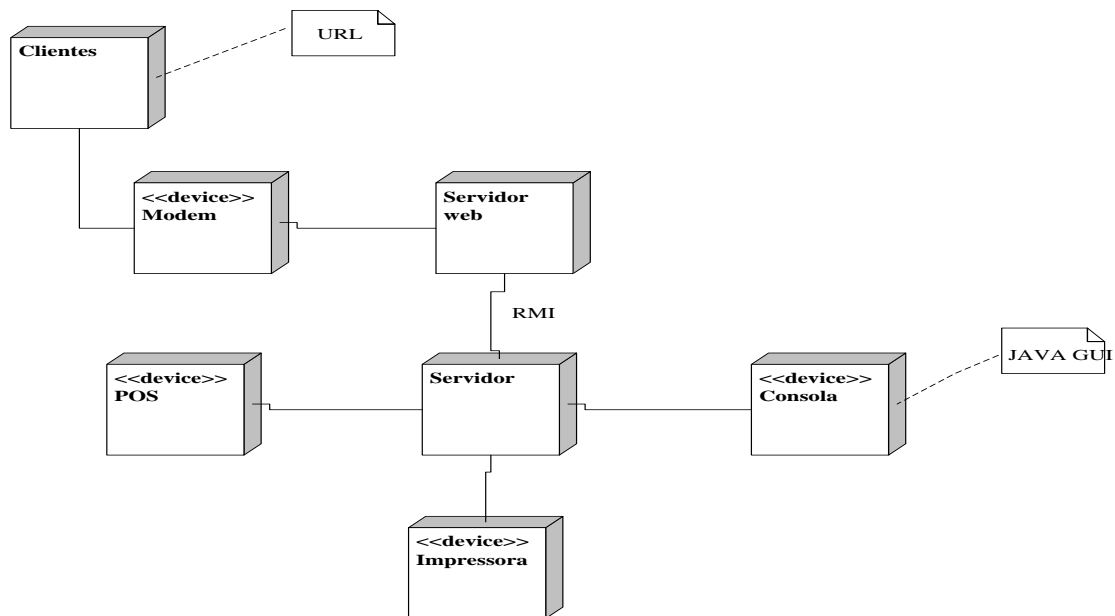 URL
Clientes
<<device>>
Modem
Servidor
web
RMI
<<device>>
POS
Servidor
<<device>>
Consola
JAVA GUI
<<device>>
Impressora